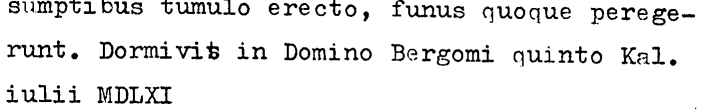 sumptibus tumulo erecto, funus quoque perege-
runt. Dormivit in Domino Bergomi quinto Kal.
iulii MDLXI